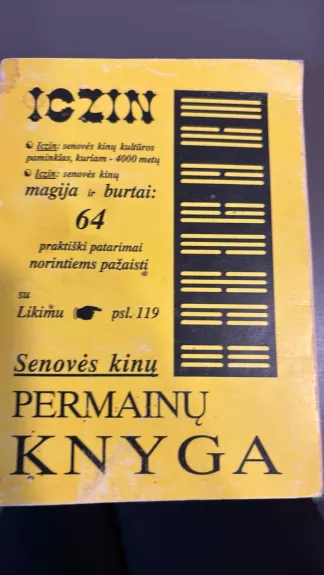 ICZIN
Iczin: senovės kinų kultūros
paminklas, kuriam - 4000 metų
Iczin: senovės kinų
magija ir burtai:
64
praktiški patarimai
norintiems pažaisti
su
Likimu psl. 119
Senovės kinų
PERMAINŲ
KNYGA